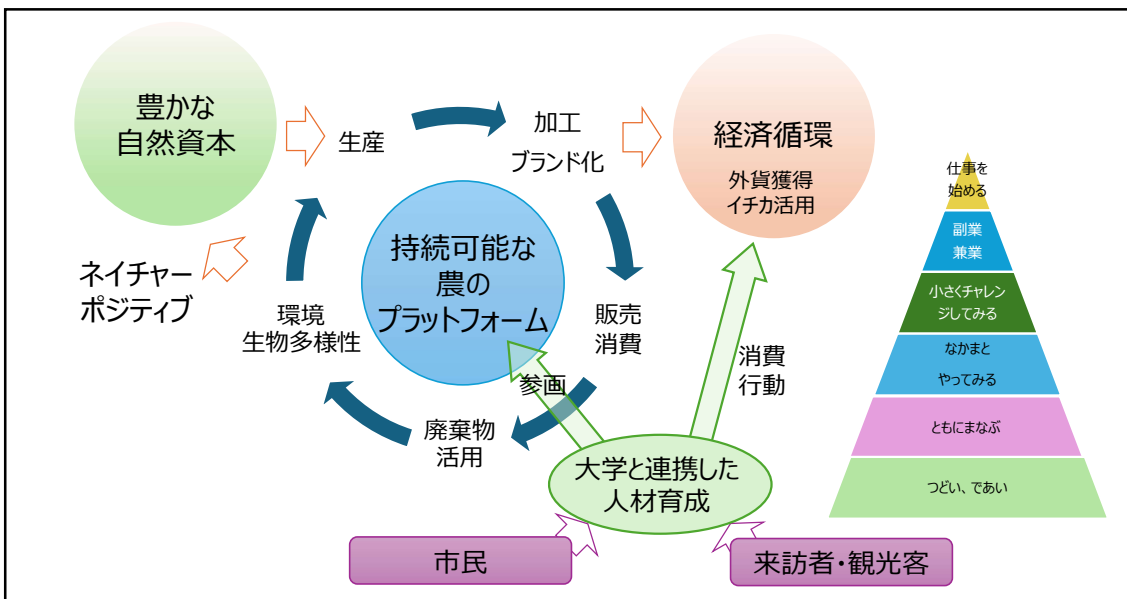 豊かな
自然資本
生産
加工
ブランド化
経済循環
外貨獲得
イチカ活用
持続可能な
農の
プラットフォーム
ネイチャー
ポジティブ
環境
生物多様性
販売
消費
参画
消費
行動
廃棄物
活用
大学と連携した
人材育成
市民
来訪者・観光客
仕事を
始める
副業
兼業
小さくチャレン
ジしてみる
なかまと
やってみる
ともにまなぶ
つどい、であい